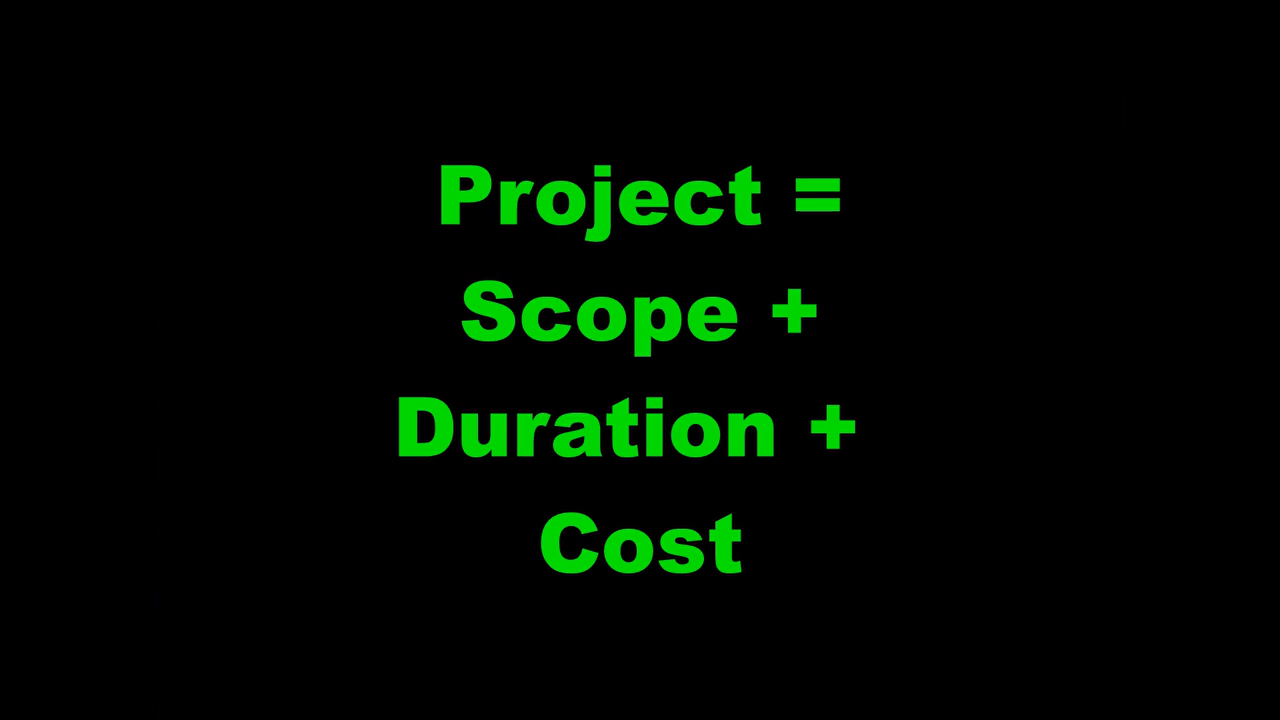 Project =
Scope +
Duration +
Cost